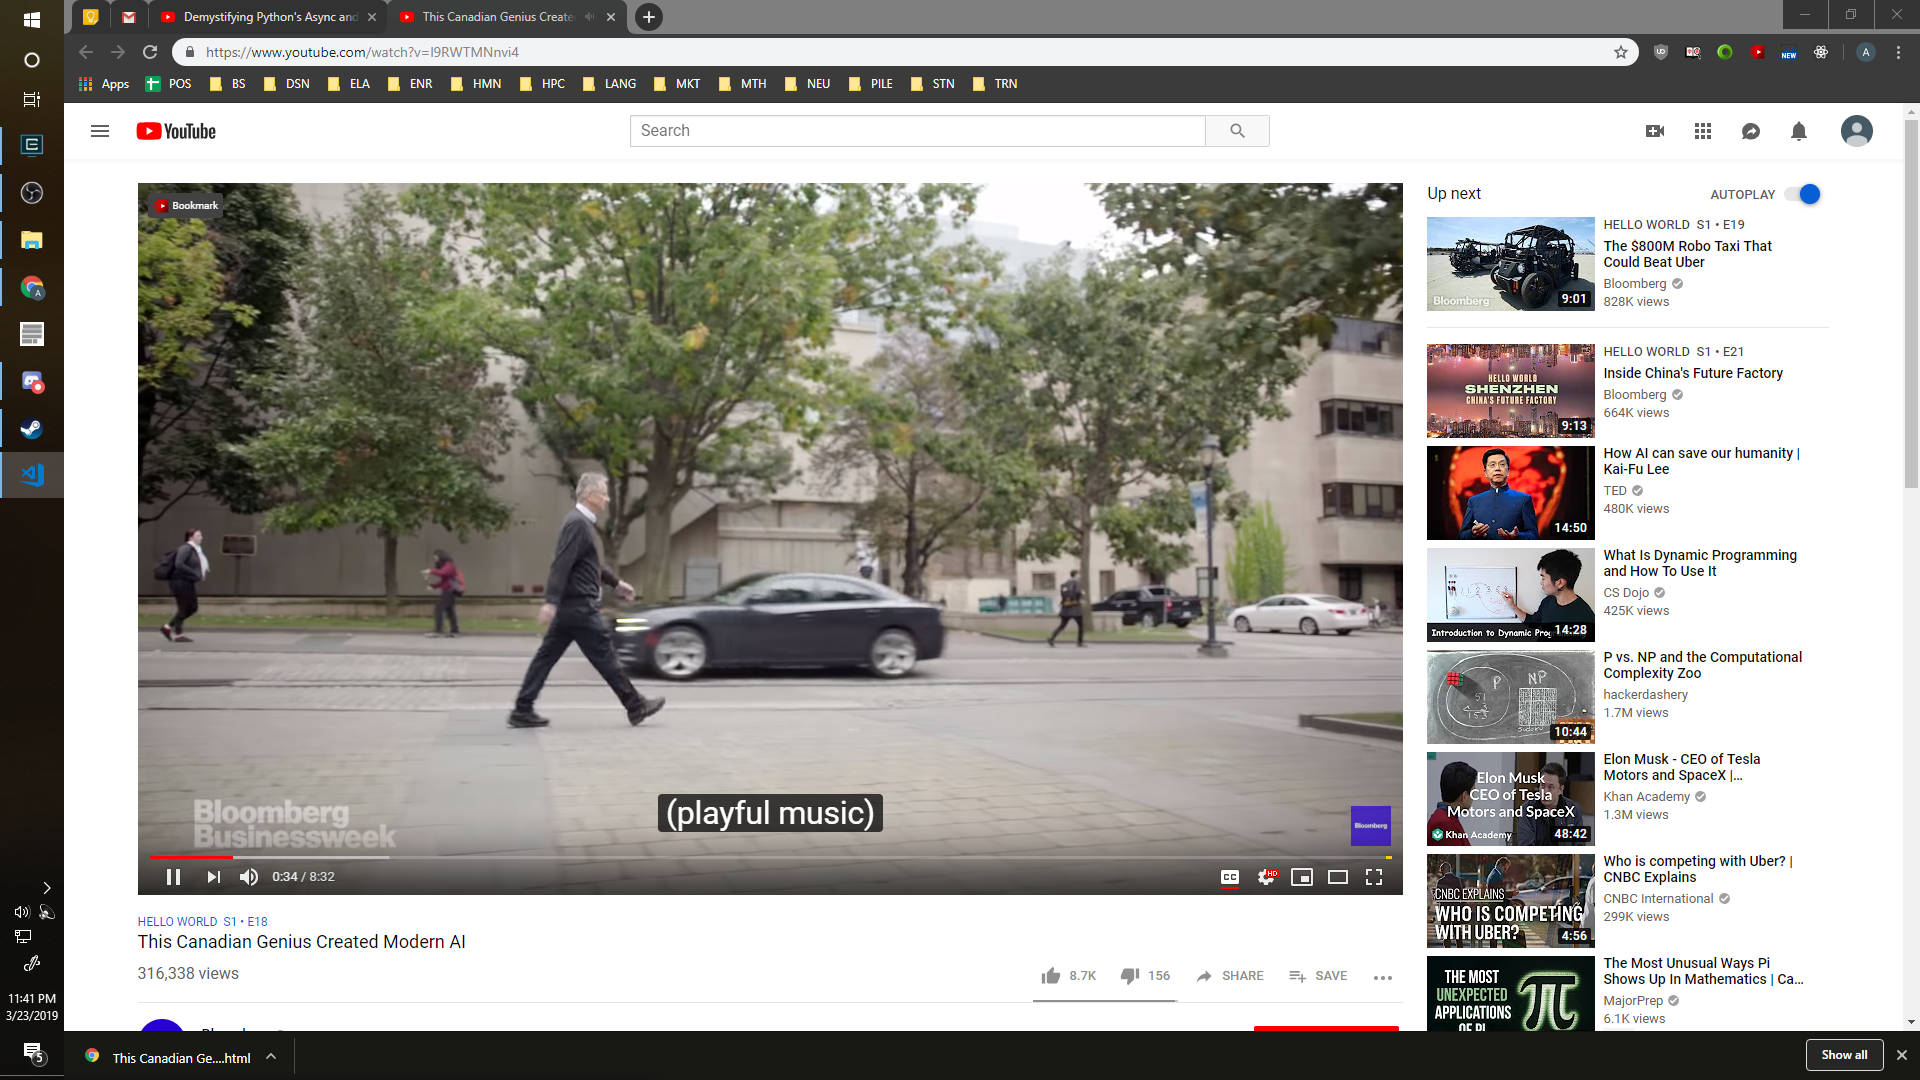 Demystifying Python's Async and
This Canadian Genius Create
https://www.youtube.com/watch?v=I9RWTMNnvi4
NEW
A
Apps
POS
BS
DSN
ELA
ENR
HMN
HPC
LANG
MKT
MTH
NEU
PILE
STN
TRN
YouTube
Search
Bookmark
(playful music)
Bloomberg
Businessweek
Bloomberg
0:34 / 8:32
CC
HD
HELLO WORLD S1 • E18
This Canadian Genius Created Modern AI
316,338 views
8.7K
156
SHARE
SAVE
Up next
AUTOPLAY
Bloomberg
9:01
HELLO WORLD S1 • E19
The $800M Robo Taxi That
Could Beat Uber
Bloomberg
828K views
HELLO WORLD
SHENZHEN
CHINA'S FUTURE FACTORY
9:13
HELLO WORLD S1 • E21
Inside China's Future Factory
Bloomberg
664K views
14:50
How AI can save our humanity |
Kai-Fu Lee
TED
480K views
Introduction to Dynamic Prog
14:28
What Is Dynamic Programming
and How To Use It
CS Dojo
425K views
P
NP
10:44
P vs. NP and the Computational
Complexity Zoo
hackerdashery
1.7M views
Elon Musk
CEO of Tesla
Motors and SpaceX
Khan Academy
48:42
Elon Musk - CEO of Tesla
Motors and SpaceX |...
Khan Academy
1.3M views
CNBC EXPLAINS
WHO IS COMPETING
WITH UBER?
4:56
Who is competing with Uber? |
CNBC Explains
CNBC International
299K views
THE MOST
UNEXPECTED
APPLICATIONS
OF PI
π
The Most Unusual Ways Pi
Shows Up In Mathematics | Ca...
MajorPrep
6.1K views
11:41 PM
3/23/2019
5
This Canadian Ge....html
Show all